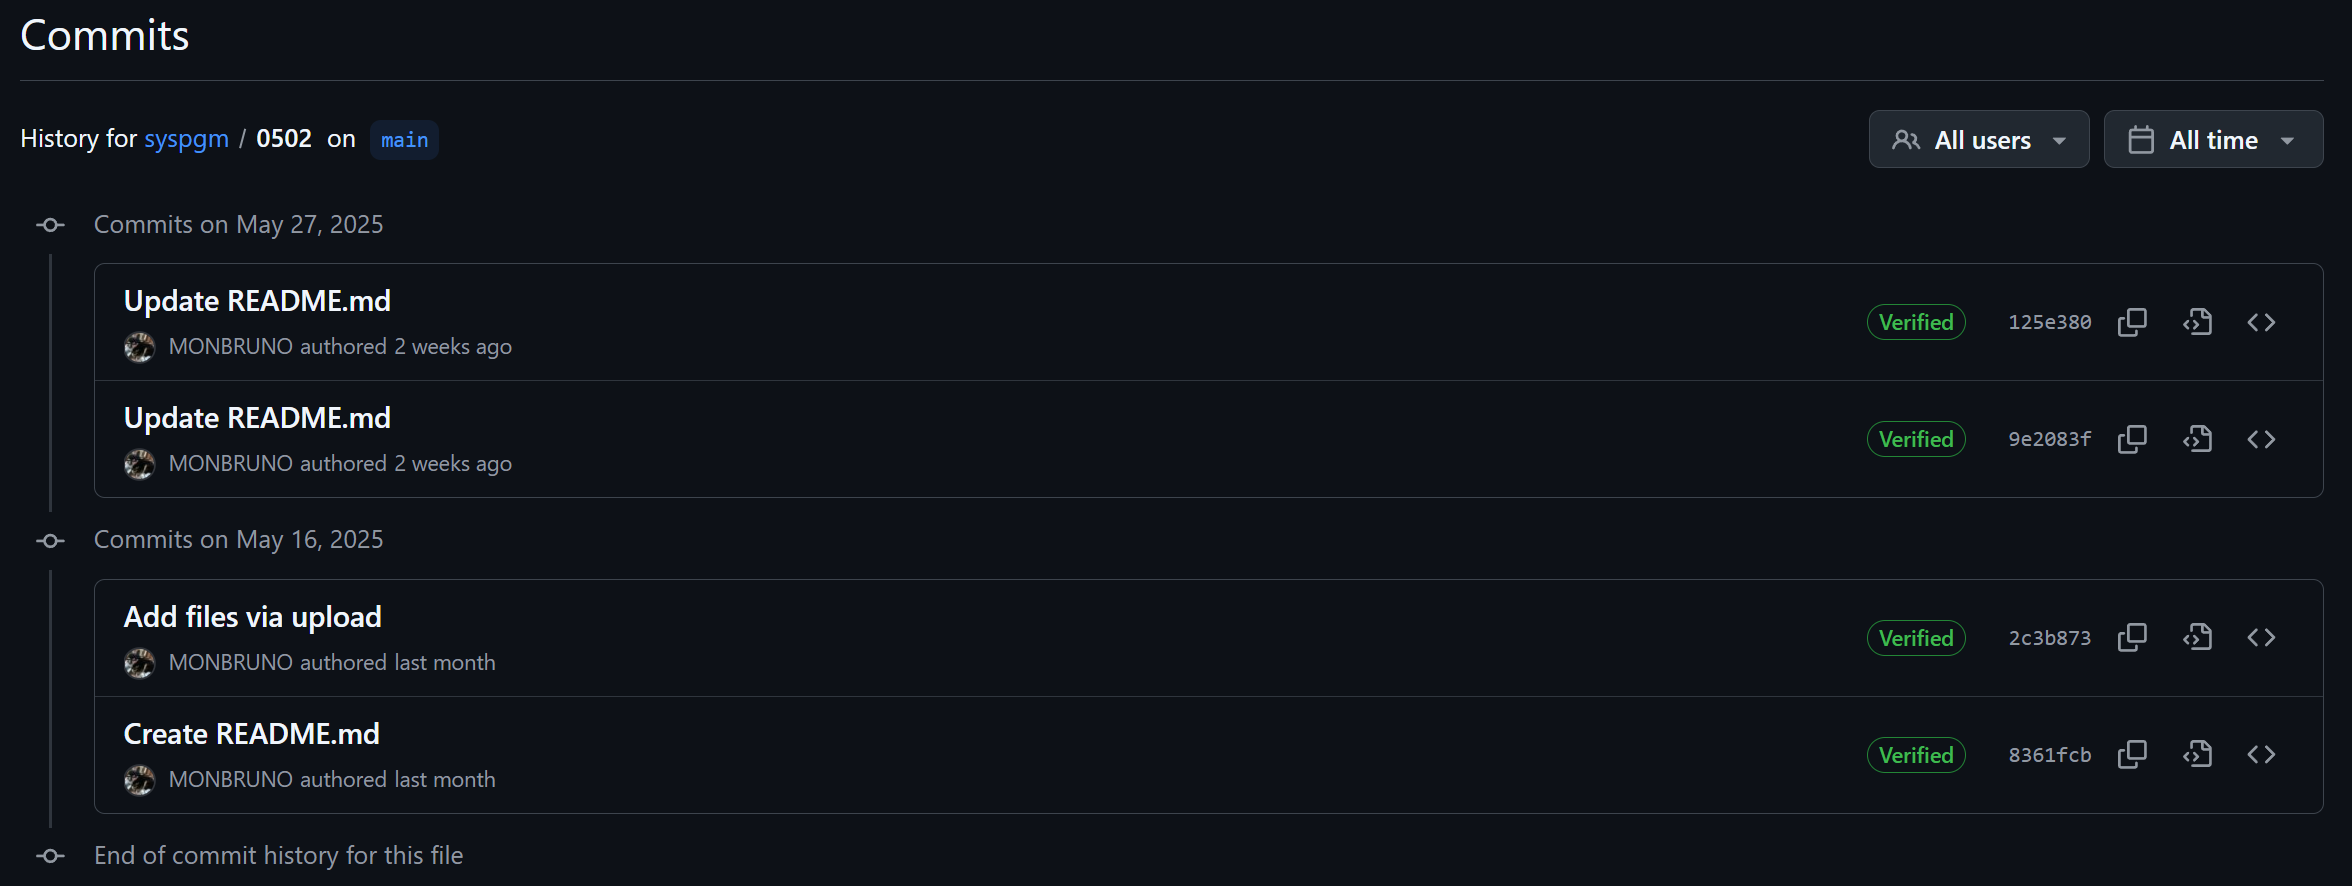 Commits
History for syspgm / 0502 on main
All users
All time
Commits on May 27, 2025
Update README.md
Verified
125e380
MONBRUNO authored 2 weeks ago
Update README.md
Verified
9e2083f
MONBRUNO authored 2 weeks ago
Commits on May 16, 2025
Add files via upload
Verified
2c3b873
MONBRUNO authored last month
Create README.md
Verified
8361fcb
MONBRUNO authored last month
End of commit history for this file